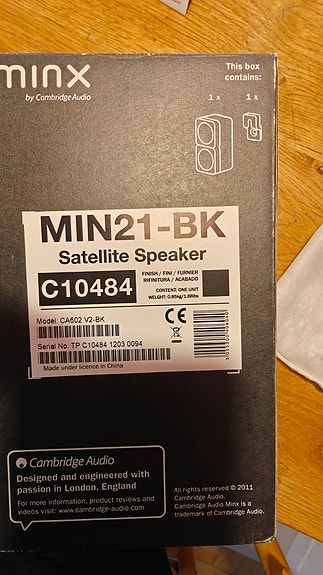 minx
by Cambridge Audio
This box
contains:
1 x 1 x
MIN21-BK
Satellite Speaker
C10484
FINISH / FINI / FURNIER
RIFINITURA / ACABADO
CONTENT: ONE UNIT
WEIGHT: 0.85kg/1.88lbs
Model: CA602 V2-BK
Serial No. TP C10484 1203 0094
Made under licence in China
CE
Cambridge Audio
Designed and engineered with
passion in London, England
For more information, product reviews and
videos visit: www.cambridge-audio.com
All rights reserved © 2011
Cambridge Audio.
Cambridge Audio Minx is a
trademark of Cambridge Audio.